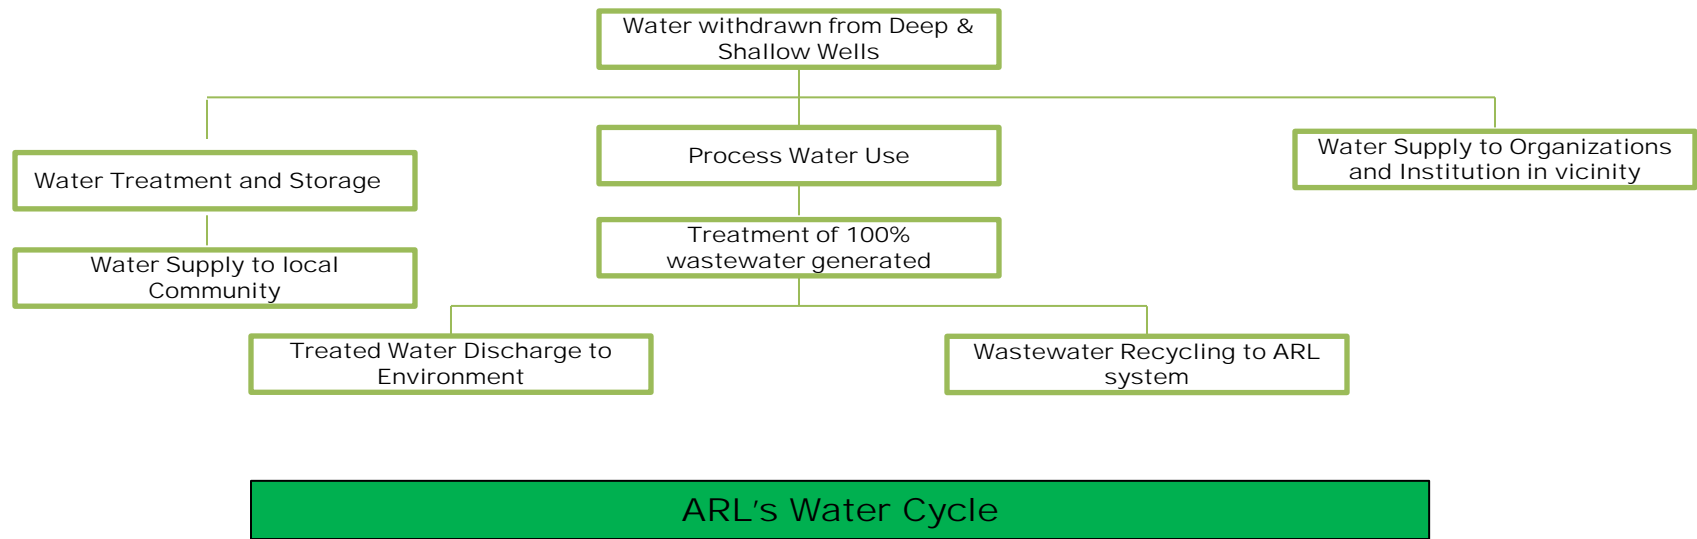 Water withdrawn from Deep &
Shallow Wells
Water Treatment and Storage
Process Water Use
Water Supply to Organizations
and Institution in vicinity
Water Supply to local
Community
Treatment of 100%
wastewater generated
Treated Water Discharge to
Environment
Wastewater Recycling to ARL
system
ARL's Water Cycle